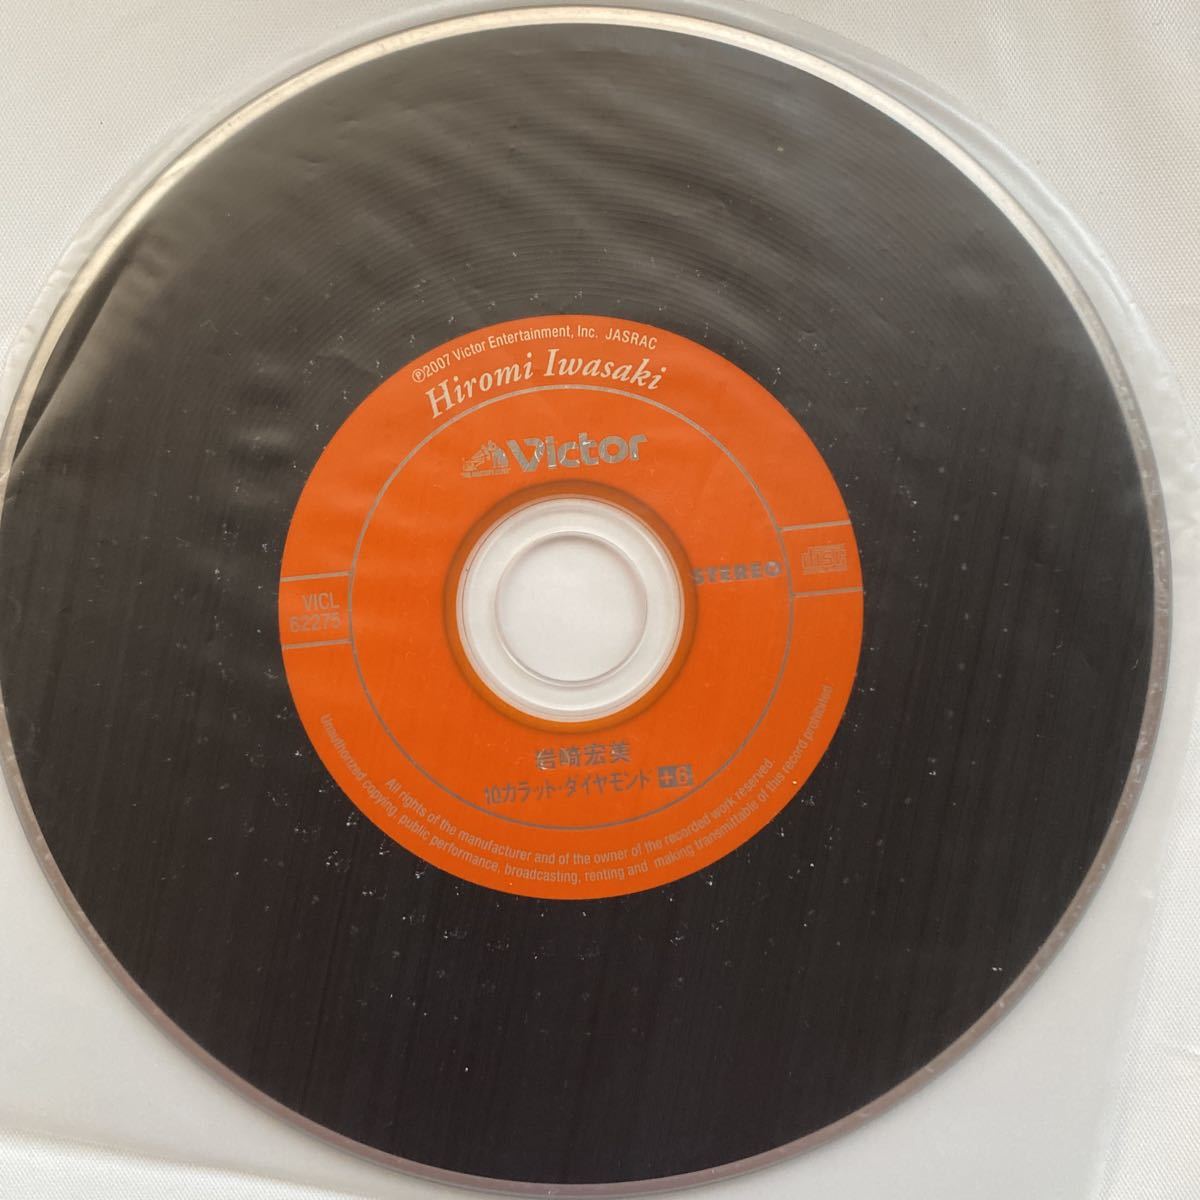 ℗2007 Victor Entertainment, Inc. JASRAC
Hiromi Iwasaki
Victor
STEREO
VICL
62275
岩崎宏美
10カラット・ダイヤモンド +6
All rights of the manufacturer and of the owner of the recorded work reserved.
Unauthorized copying, public performance, broadcasting, renting and making transmittable of this record prohibited.